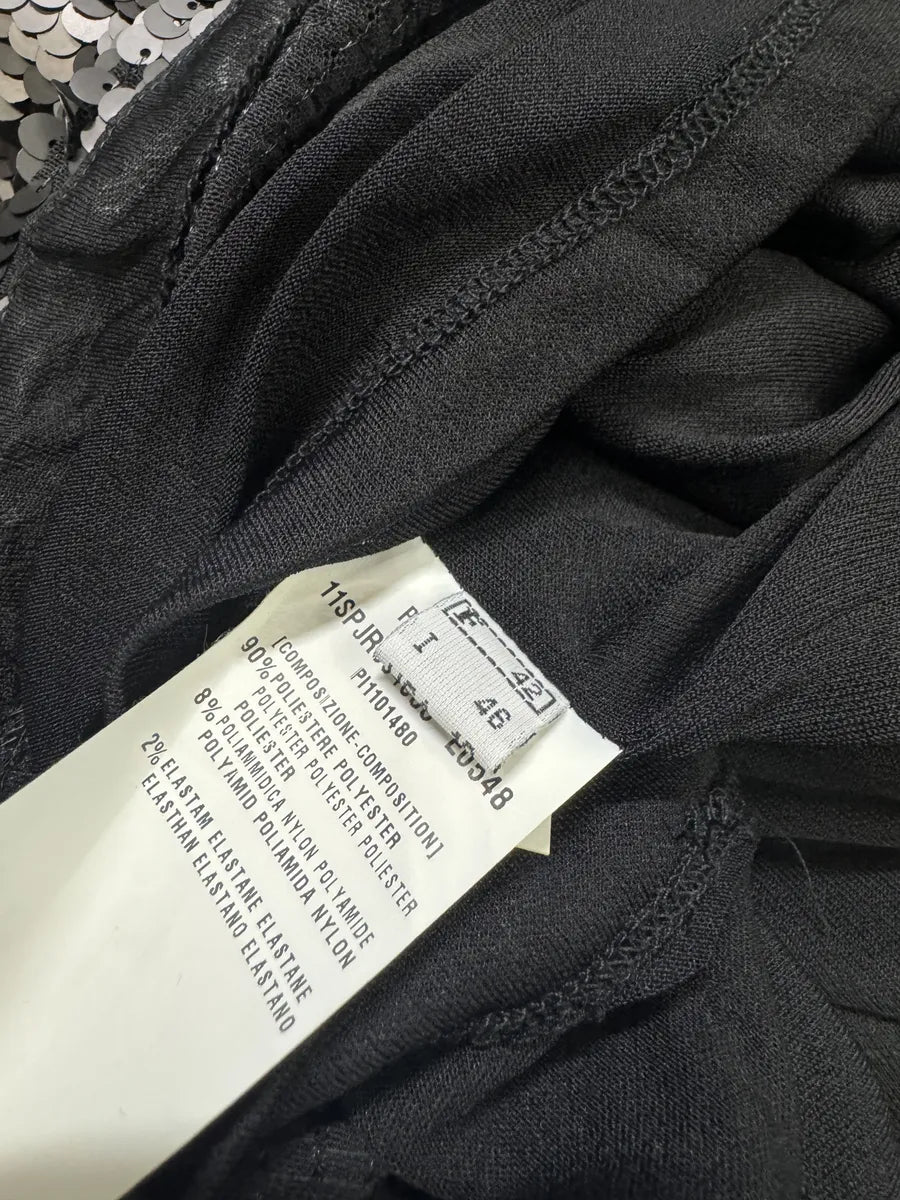 F 42
I 46
11SPJR
E0548
PI1101480
[COMPOSIZIONE-COMPOSITION]
90% POLIESTERE POLYESTER
POLYESTER POLYESTER POLIESTER
POLIESTER
8% POLIAMMIDICA NYLON POLYAMIDE
POLYAMID POLIAMIDA NYLON
2% ELASTAM ELASTANE ELASTANE
ELASTHAN ELASTANO ELASTANO